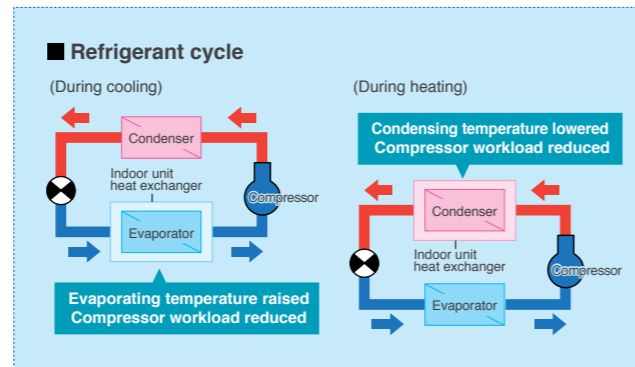 ■ Refrigerant cycle
(During cooling)
Condenser
Indoor unit
heat exchanger
Compressor
Evaporator
Evaporating temperature raised
Compressor workload reduced
(During heating)
Condensing temperature lowered
Compressor workload reduced
Condenser
Indoor unit
heat exchanger
Compressor
Evaporator